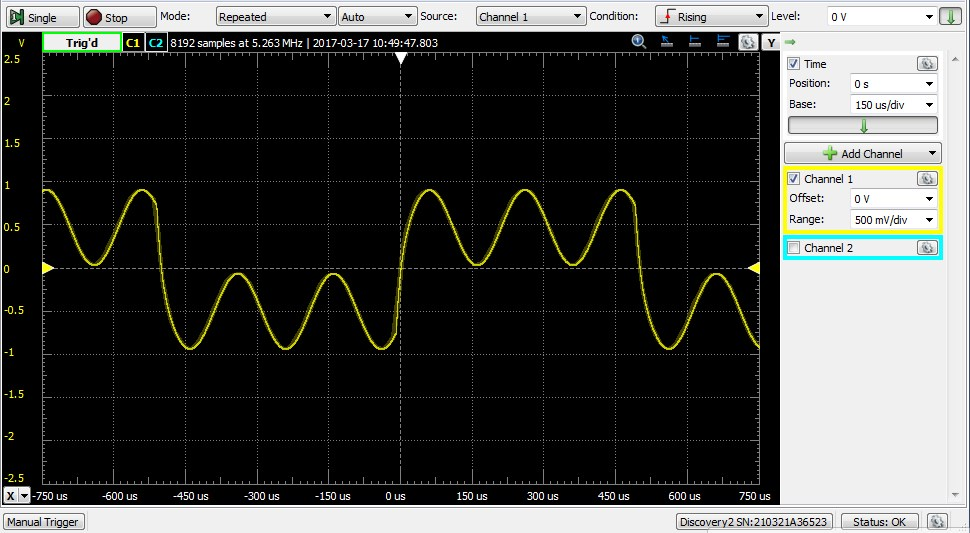 Single Stop Mode: Repeated Auto Source: Channel 1 Condition: Rising Level: 0 V
V Trig'd C1 C2 8192 samples at 5.263 MHz | 2017-03-17 10:49:47.803 Y
2.5
2
1.5
1
0.5
0
-0.5
-1
-1.5
-2
-2.5
X -750 us -600 us -450 us -300 us -150 us 0 us 150 us 300 us 450 us 600 us 750 us
Time
Position: 0 s
Base: 150 us/div
Add Channel
Channel 1
Offset: 0 V
Range: 500 mV/div
Channel 2
Manual Trigger Discovery2 SN:210321A36523 Status: OK